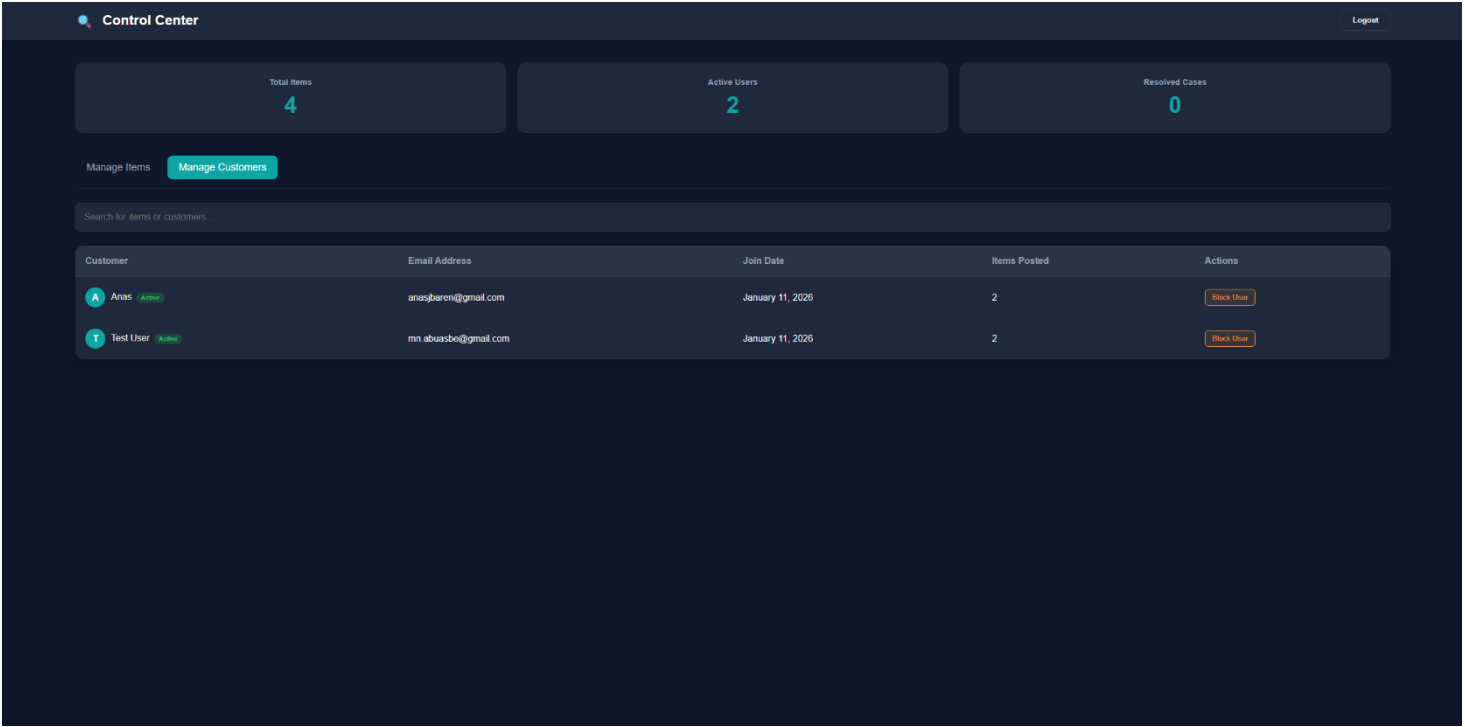 Control Center
Logout
Total Items
4
Active Users
2
Resolved Cases
0
Manage Items
Manage Customers
Search for items or customers...
Customer Email Address Join Date Items Posted Actions
A Anas Active anasjbaren@gmail.com January 11, 2026 2 Block User
T Test User Active mn.abuasbo@gmail.com January 11, 2026 2 Block User